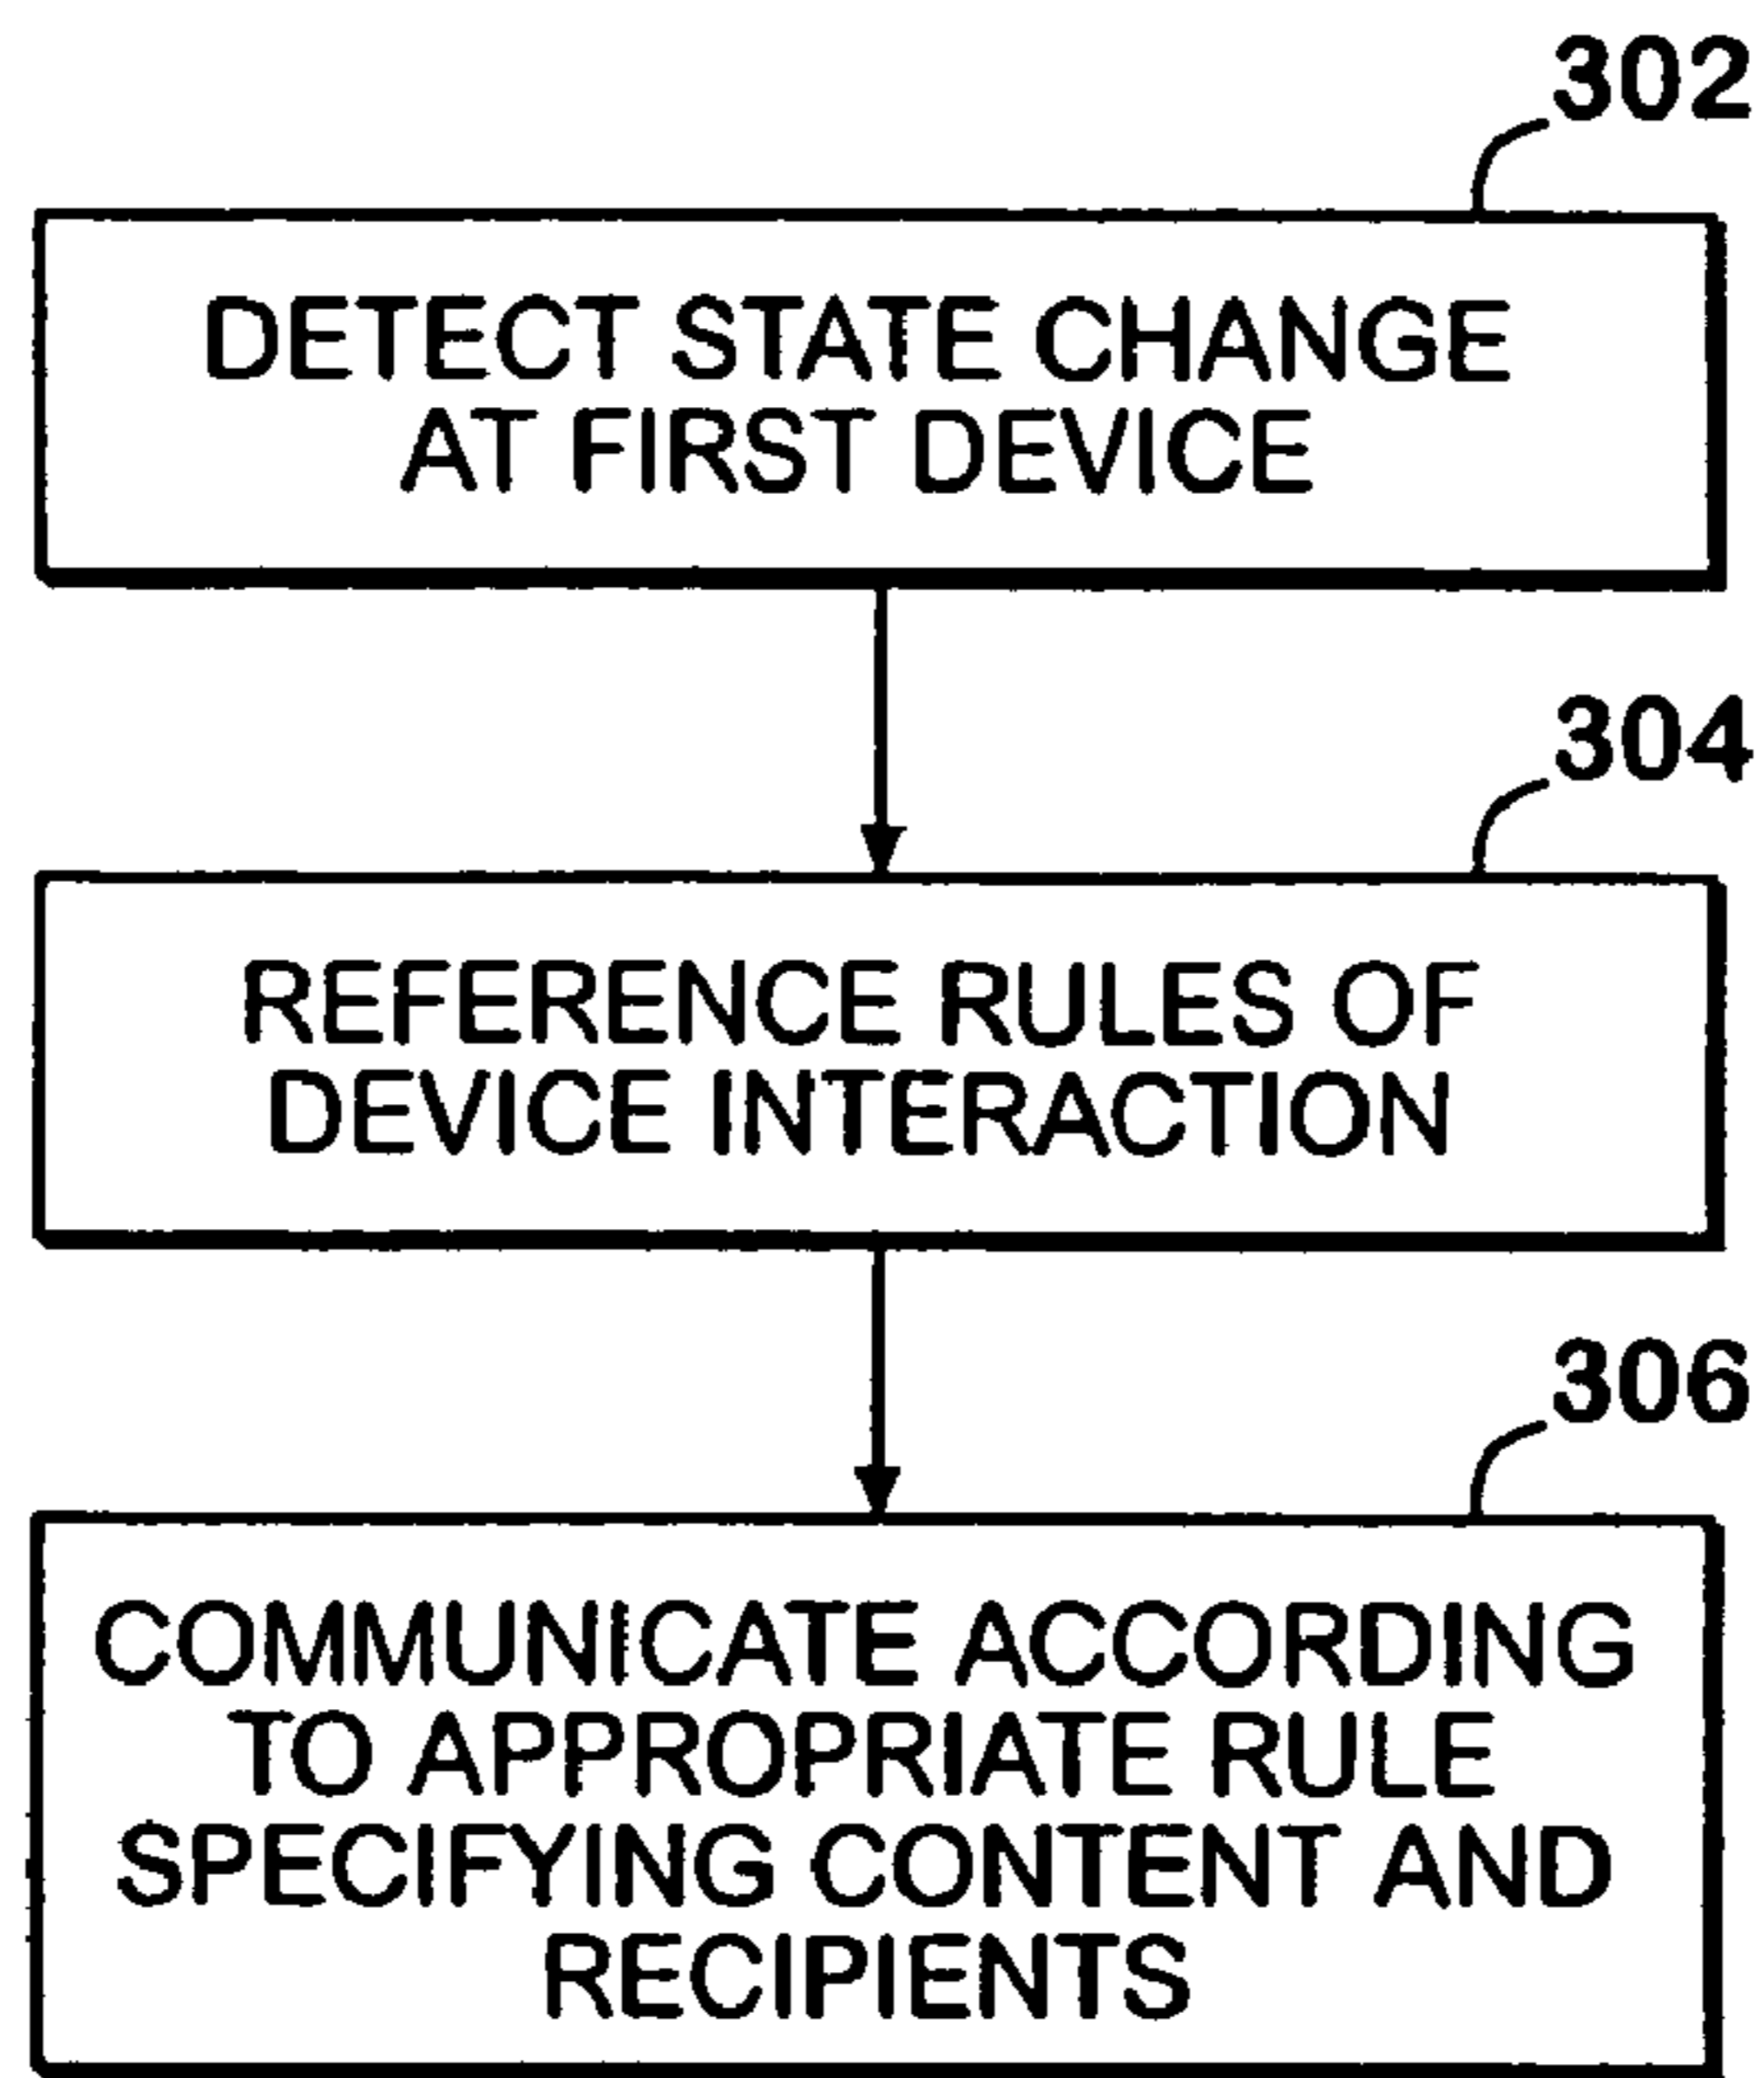 302
DETECT STATE CHANGE
AT FIRST DEVICE
304
REFERENCE RULES OF
DEVICE INTERACTION
306
COMMUNICATE ACCORDING
TO APPROPRIATE RULE
SPECIFYING CONTENT AND
RECIPIENTS